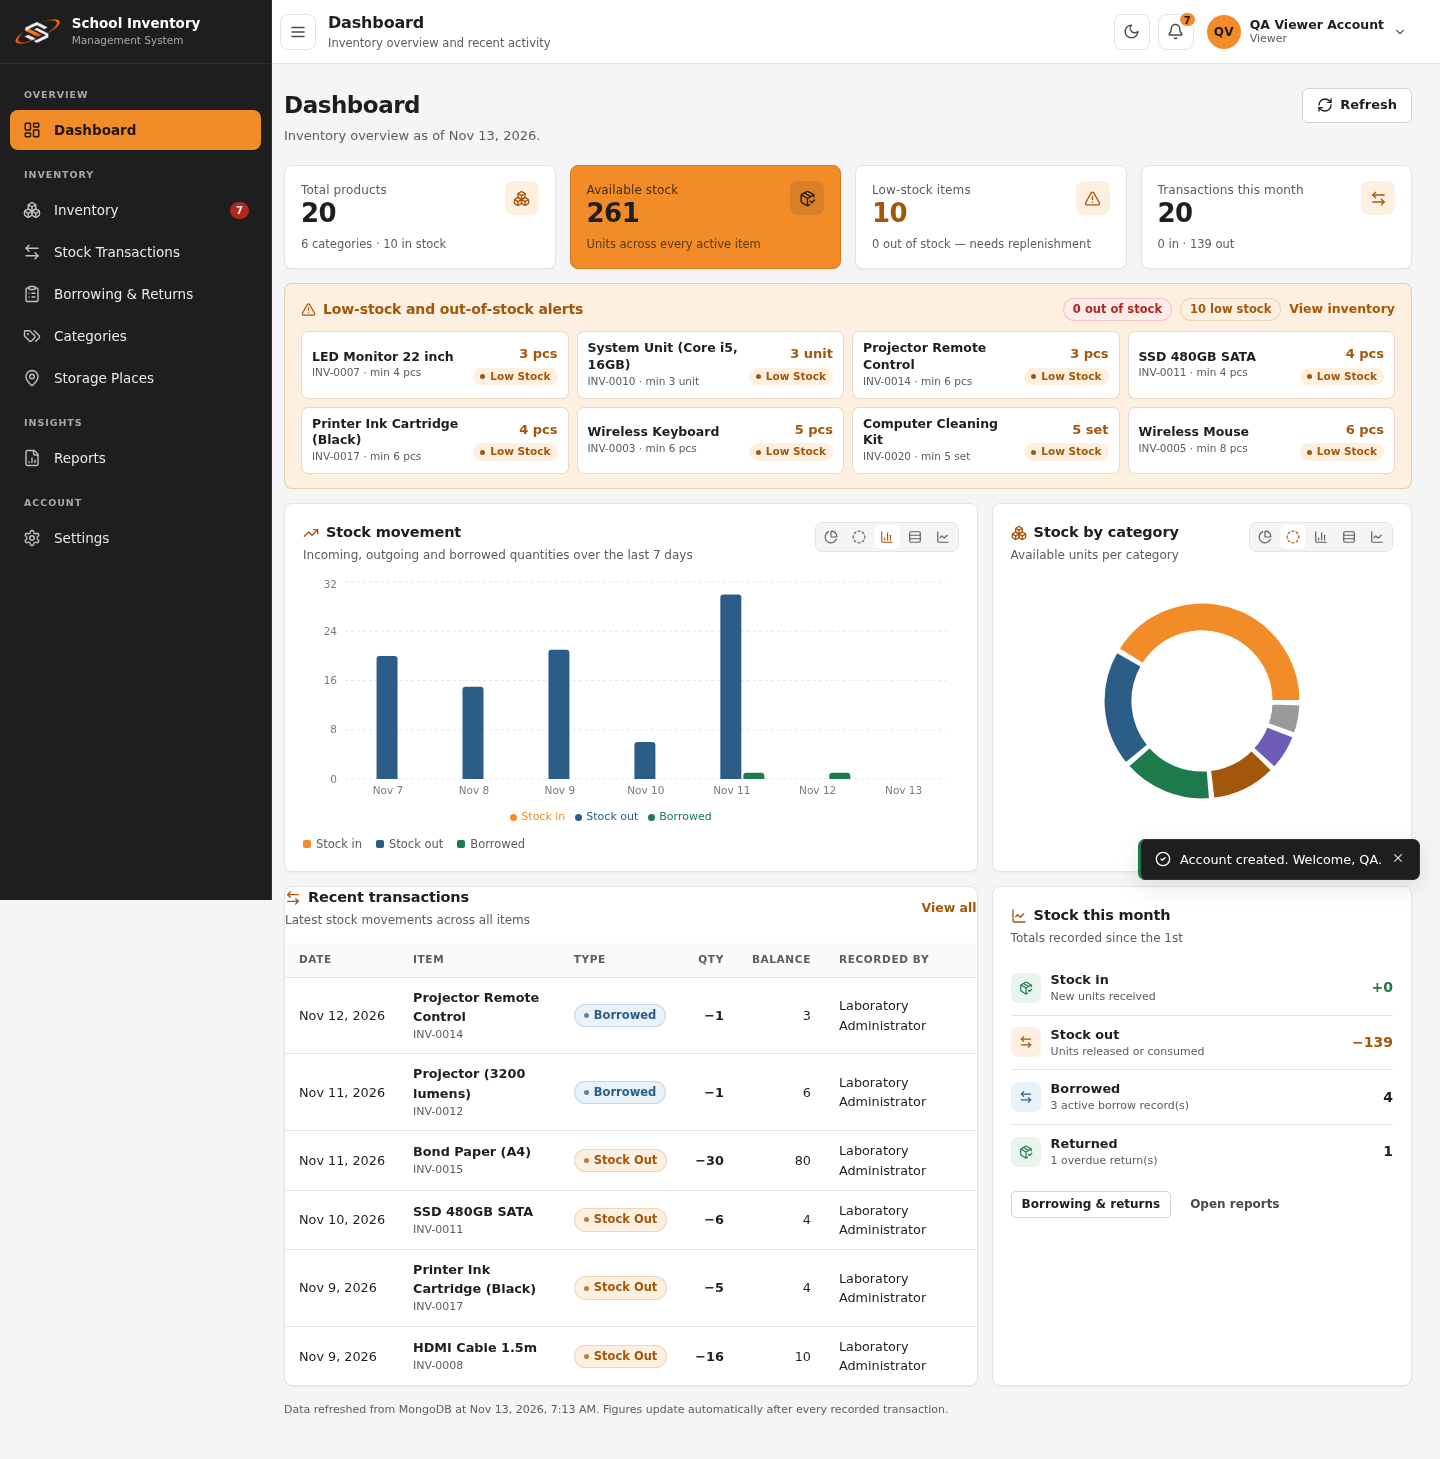 School Inventory
Management System
OVERVIEW
Dashboard
INVENTORY
Inventory
7
Stock Transactions
Borrowing & Returns
Categories
Storage Places
INSIGHTS
Reports
ACCOUNT
Settings
Dashboard
Inventory overview and recent activity
7
QV
QA Viewer Account
Viewer
Dashboard
Inventory overview as of Nov 13, 2026.
Refresh
Total products
20
6 categories · 10 in stock
Available stock
261
Units across every active item
Low-stock items
10
0 out of stock — needs replenishment
Transactions this month
20
0 in · 139 out
Low-stock and out-of-stock alerts
0 out of stock
10 low stock
View inventory
LED Monitor 22 inch
INV-0007 · min 4 pcs
3 pcs
Low Stock
System Unit (Core i5,
16GB)
INV-0010 · min 3 unit
3 unit
Low Stock
Projector Remote
Control
INV-0014 · min 6 pcs
3 pcs
Low Stock
SSD 480GB SATA
INV-0011 · min 4 pcs
4 pcs
Low Stock
Printer Ink Cartridge
(Black)
INV-0017 · min 6 pcs
4 pcs
Low Stock
Wireless Keyboard
INV-0003 · min 6 pcs
5 pcs
Low Stock
Computer Cleaning
Kit
INV-0020 · min 5 set
5 set
Low Stock
Wireless Mouse
INV-0005 · min 8 pcs
6 pcs
Low Stock
Stock movement
Incoming, outgoing and borrowed quantities over the last 7 days
32
24
16
8
0
Nov 7 Nov 8 Nov 9 Nov 10 Nov 11 Nov 12 Nov 13
Stock in Stock out Borrowed
Stock in Stock out Borrowed
Stock by category
Available units per category
Account created. Welcome, QA.
Recent transactions
Latest stock movements across all items
View all
DATE ITEM TYPE QTY BALANCE RECORDED BY
Nov 12, 2026
Projector Remote
Control
INV-0014
Borrowed
−1
3
Laboratory
Administrator
Nov 11, 2026
Projector (3200
lumens)
INV-0012
Borrowed
−1
6
Laboratory
Administrator
Nov 11, 2026
Bond Paper (A4)
INV-0015
Stock Out
−30
80
Laboratory
Administrator
Nov 10, 2026
SSD 480GB SATA
INV-0011
Stock Out
−6
4
Laboratory
Administrator
Nov 9, 2026
Printer Ink
Cartridge (Black)
INV-0017
Stock Out
−5
4
Laboratory
Administrator
Nov 9, 2026
HDMI Cable 1.5m
INV-0008
Stock Out
−16
10
Laboratory
Administrator
Stock this month
Totals recorded since the 1st
Stock in
New units received
+0
Stock out
Units released or consumed
−139
Borrowed
3 active borrow record(s)
4
Returned
1 overdue return(s)
1
Borrowing & returns
Open reports
Data refreshed from MongoDB at Nov 13, 2026, 7:13 AM. Figures update automatically after every recorded transaction.